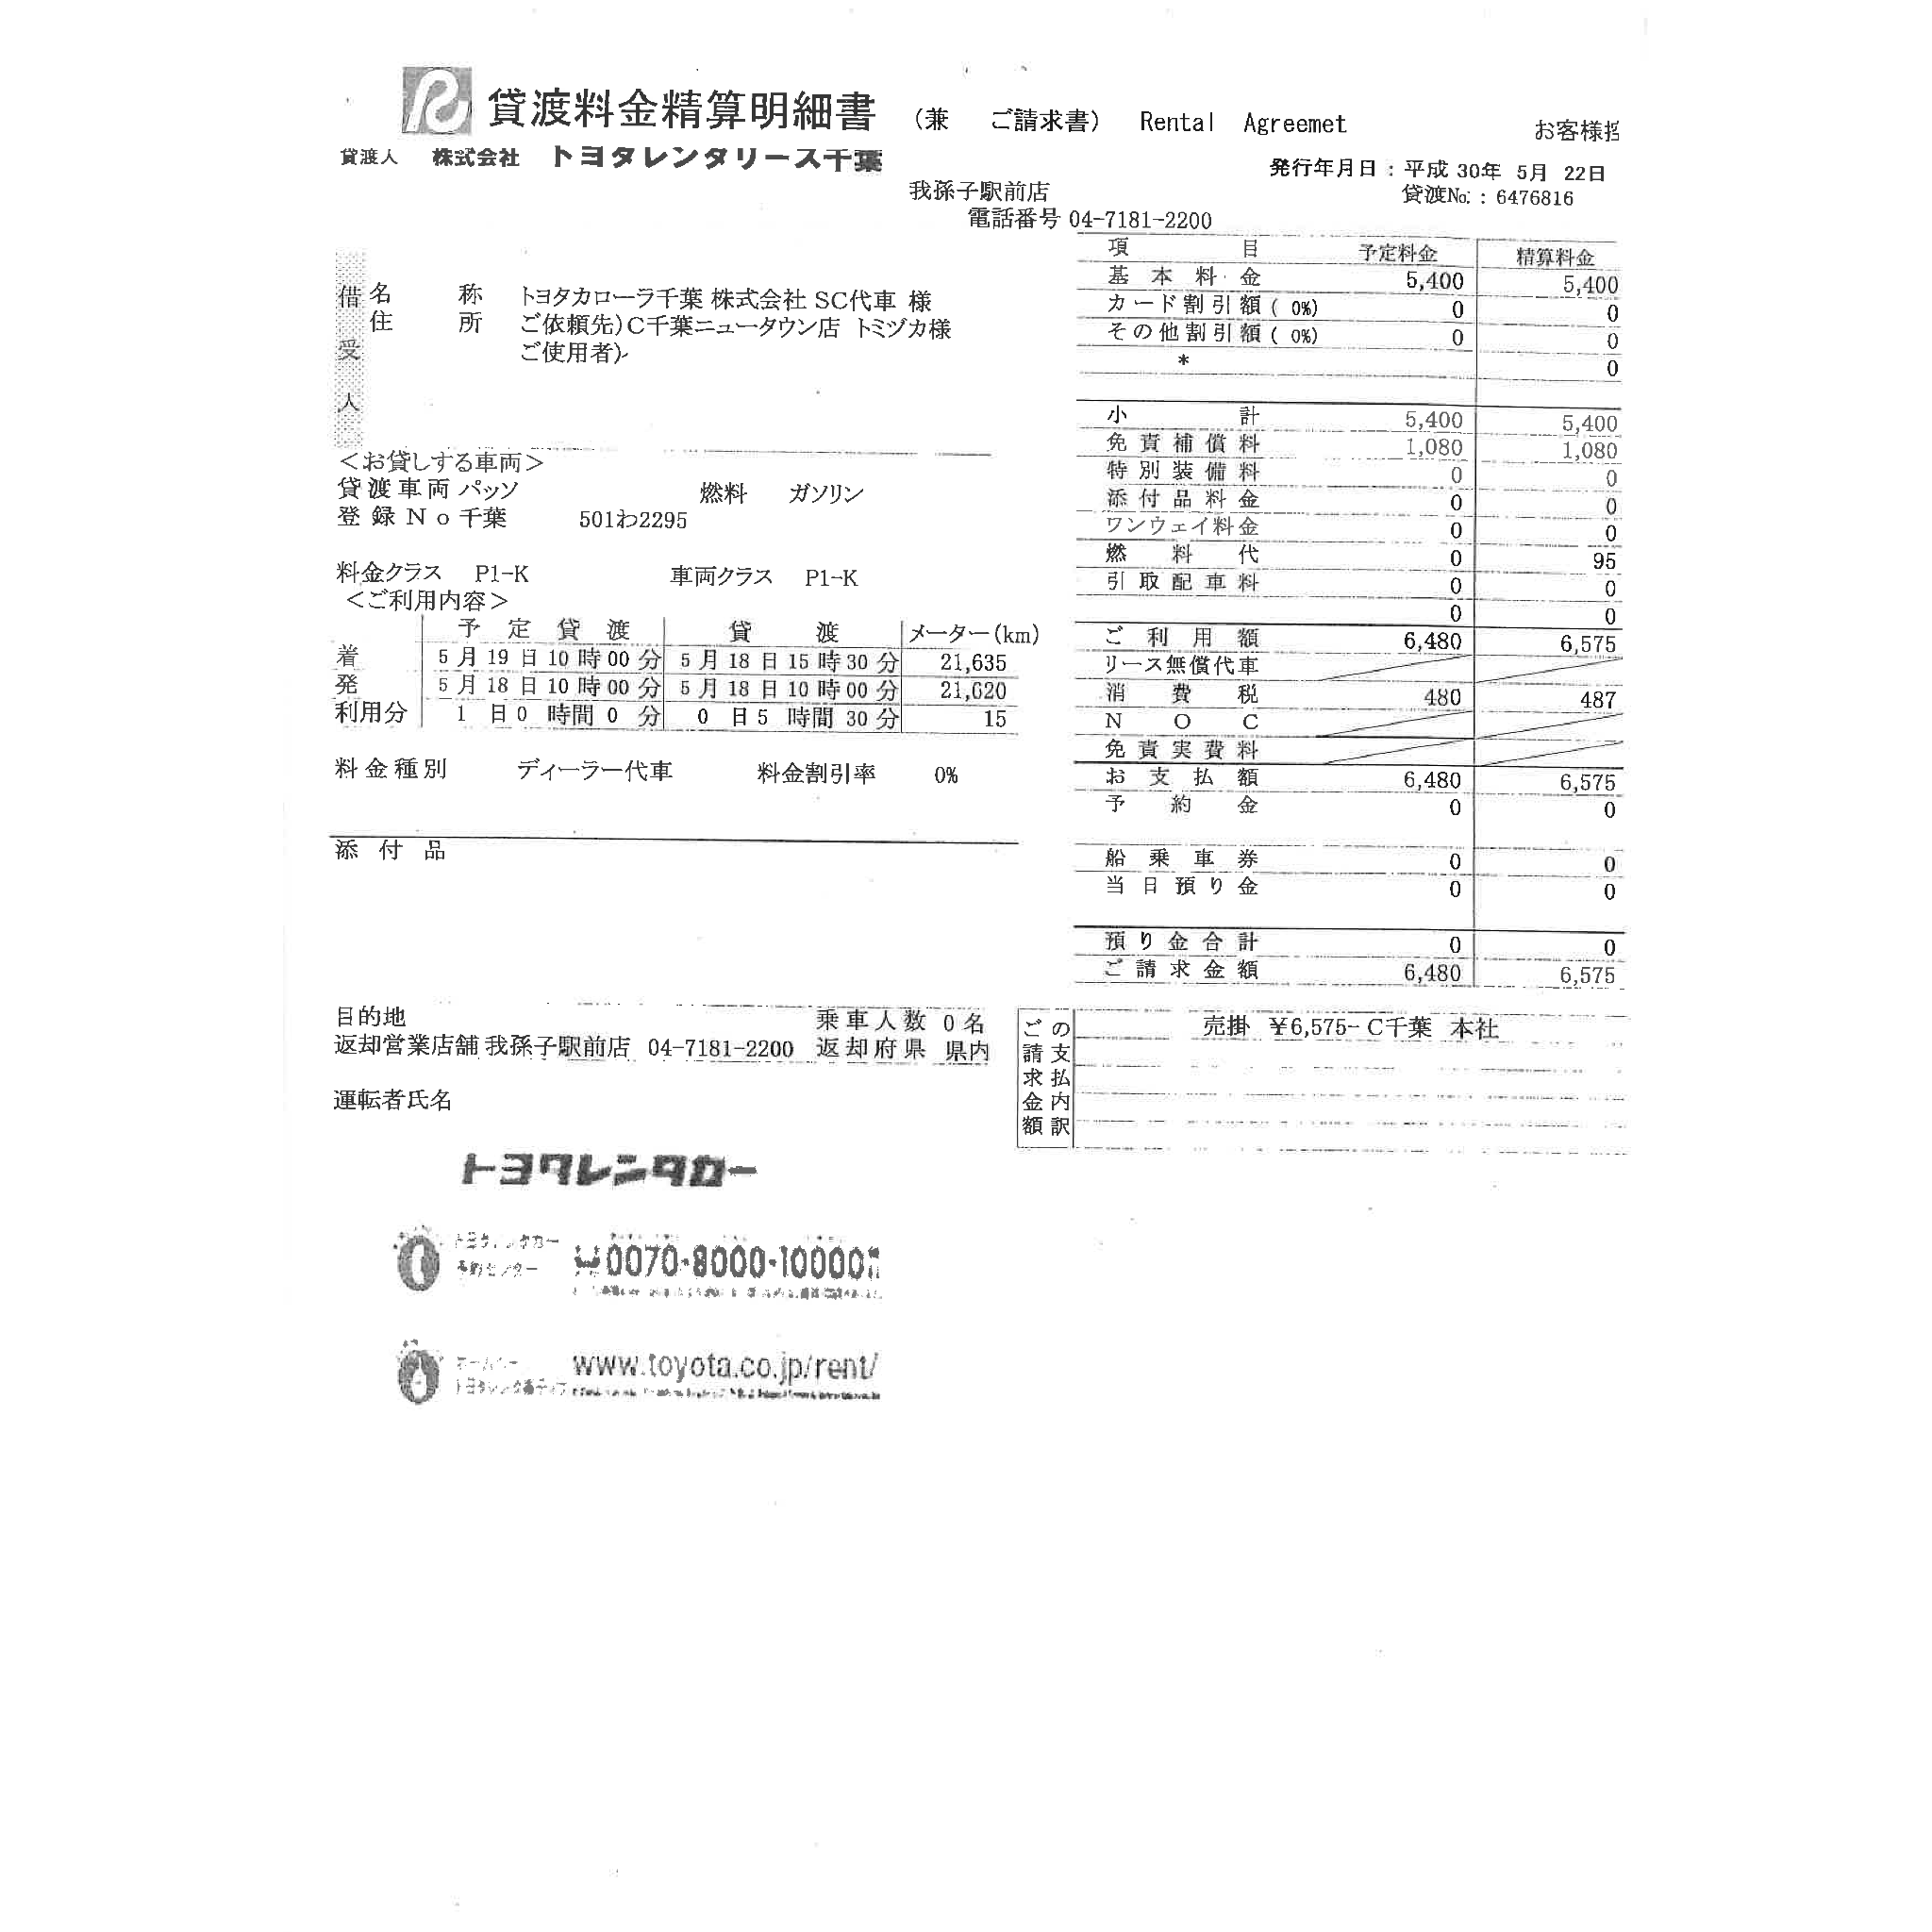 貸渡料金精算明細書 (兼 ご請求書) Rental Agreemet
お客様控
貸渡人 株式会社 トヨタレンタリース千葉
発行年月日:平成 30年 5月 22日
我孫子駅前店
貸渡No.: 6476816
電話番号 04-7181-2200
借受人
名称 トヨタカローラ千葉 株式会社 SC代車 様
住所 ご依頼先)C千葉ニュータウン店 トミヅカ様
ご使用者)
<お貸しする車両>
貸渡車両 パッソ 燃料 ガソリン
登録No 千葉 501わ2295
料金クラス P1-K 車両クラス P1-K
<ご利用内容>
予定貸渡 貸渡 メーター(km)
着 5月19日10時00分 5月18日15時30分 21,635
発 5月18日10時00分 5月18日10時00分 21,620
利用分 1日0時間0分 0日5時間30分 15
料金種別 ディーラー代車 料金割引率 0%
添付品
項目 予定料金 精算料金
基本料金 5,400 5,400
カード割引額( 0%) 0 0
その他割引額( 0%) 0 0
* 0
小計 5,400 5,400
免責補償料 1,080 1,080
特別装備料 0 0
添付品料金 0 0
ワンウェイ料金 0 0
燃料代 0 95
引取配車料 0 0
0 0
ご利用額 6,480 6,575
リース無償代車
消費税 480 487
NOC
免責実費料
お支払額 6,480 6,575
予約金 0 0
船乗車券 0 0
当日預り金 0 0
預り金合計 0 0
ご請求金額 6,480 6,575
目的地 乗車人数 0名
返却営業店舗 我孫子駅前店 04-7181-2200 返却府県 県内
運転者氏名
ご請求金額の支払内訳
売掛 ¥6,575- C千葉 本社
トヨタレンタカー
トヨタレンタカー
予約センター
0070-8000-10000
www.toyota.co.jp/rent/